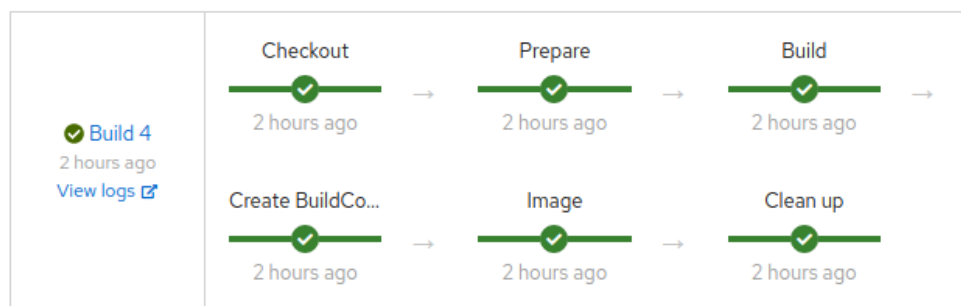 Build 4
2 hours ago
View logs
Checkout
2 hours ago
→
Prepare
2 hours ago
→
Build
2 hours ago
→
Create BuildCo...
2 hours ago
→
Image
2 hours ago
→
Clean up
2 hours ago